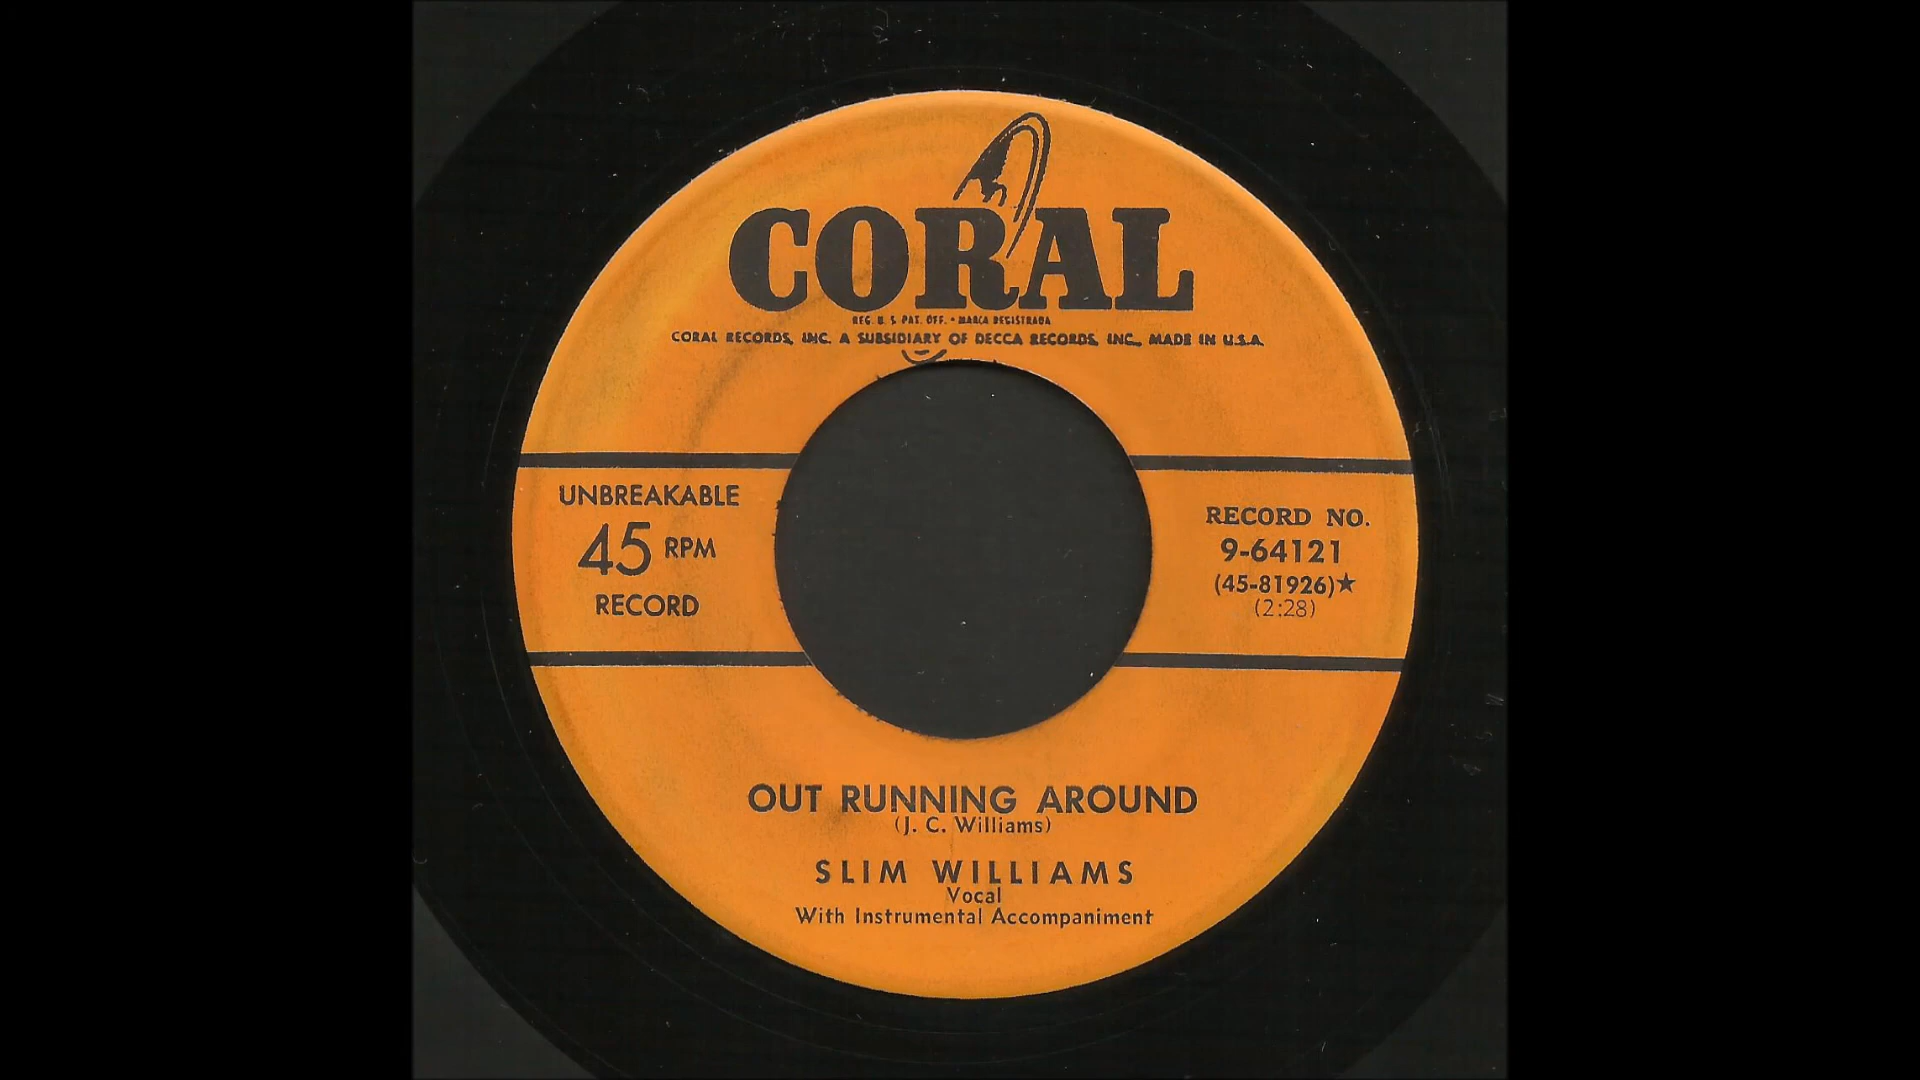 CORAL
REG. U. S. PAT. OFF. • MARCA REGISTRADA
CORAL RECORDS, INC. A SUBSIDIARY OF DECCA RECORDS, INC., MADE IN U.S.A.
UNBREAKABLE
45 RPM
RECORD
RECORD NO.
9-64121
(45-81926)★
(2:28)
OUT RUNNING AROUND
(J. C. Williams)
SLIM WILLIAMS
Vocal
With Instrumental Accompaniment